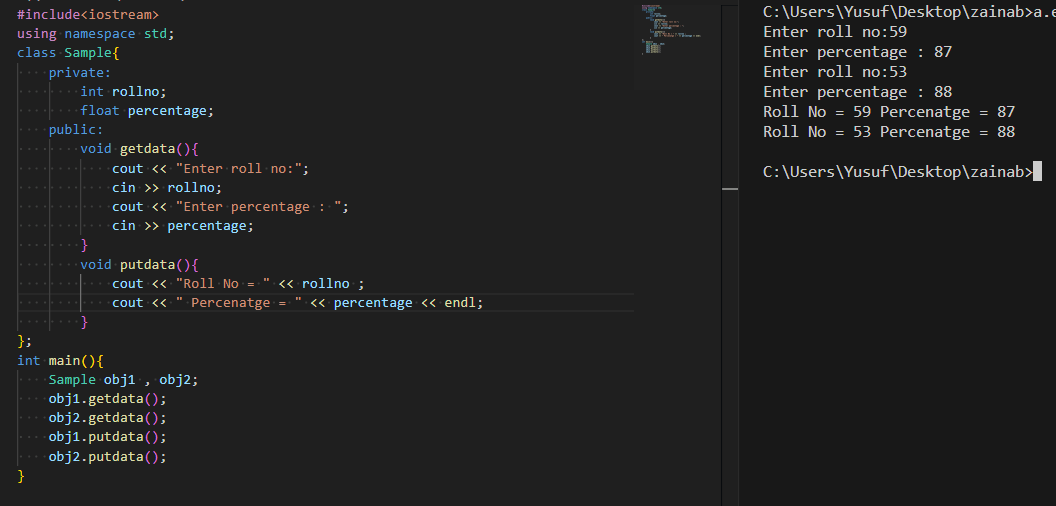 #include<iostream>
using namespace std;
class Sample{
    private:
        int rollno;
        float percentage;
    public:
        void getdata(){
            cout << "Enter roll no:";
            cin >> rollno;
            cout << "Enter percentage : ";
            cin >> percentage;
        }
        void putdata(){
            cout << "Roll No = " << rollno ;
            cout << " Percenatge = " << percentage << endl;
        }
};
int main(){
    Sample obj1 , obj2;
    obj1.getdata();
    obj2.getdata();
    obj1.putdata();
    obj2.putdata();
}
C:\Users\Yusuf\Desktop\zainab>a.e
Enter roll no:59
Enter percentage : 87
Enter roll no:53
Enter percentage : 88
Roll No = 59 Percenatge = 87
Roll No = 53 Percenatge = 88
C:\Users\Yusuf\Desktop\zainab>